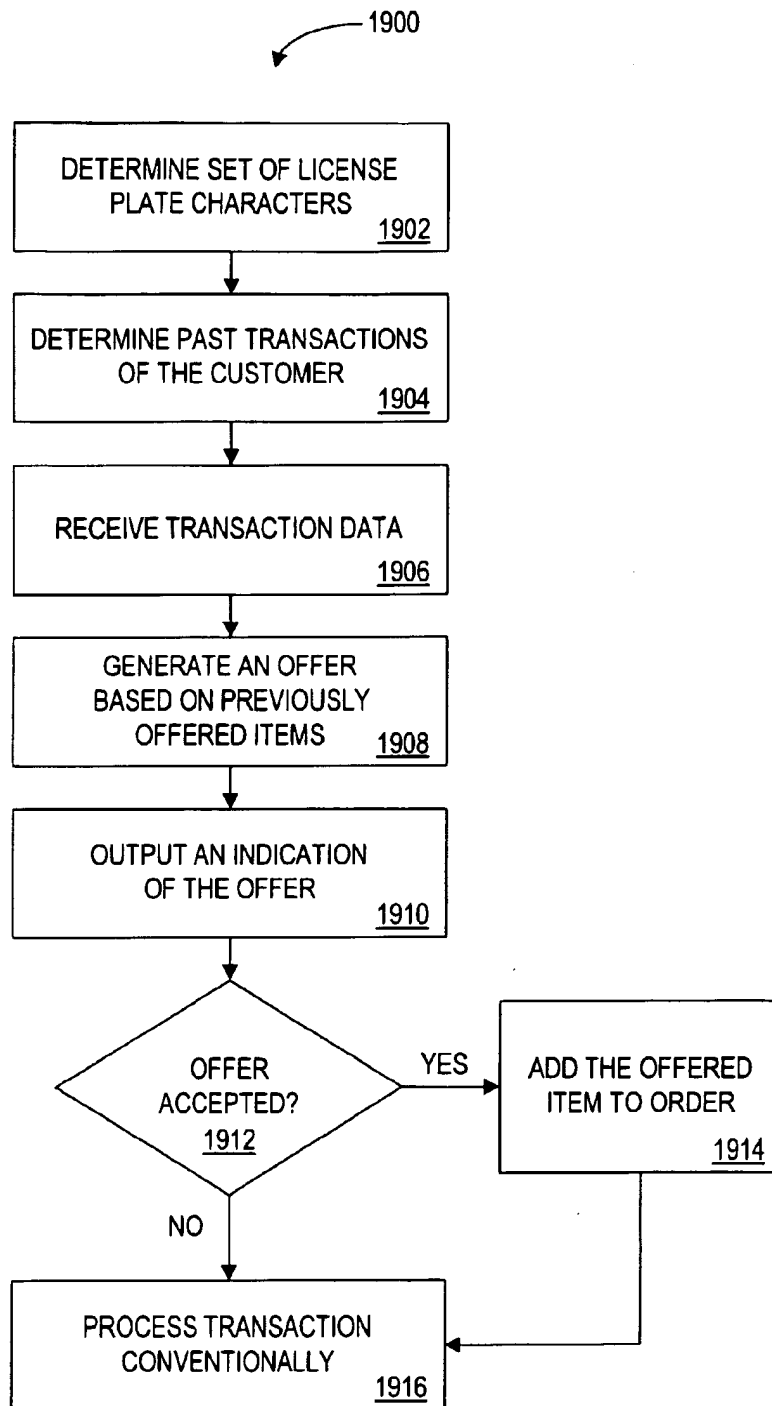 1900
DETERMINE SET OF LICENSE
PLATE CHARACTERS
1902
DETERMINE PAST TRANSACTIONS
OF THE CUSTOMER
1904
RECEIVE TRANSACTION DATA
1906
GENERATE AN OFFER
BASED ON PREVIOUSLY
OFFERED ITEMS
1908
OUTPUT AN INDICATION
OF THE OFFER
1910
OFFER
ACCEPTED?
1912
YES
ADD THE OFFERED
ITEM TO ORDER
1914
NO
PROCESS TRANSACTION
CONVENTIONALLY
1916